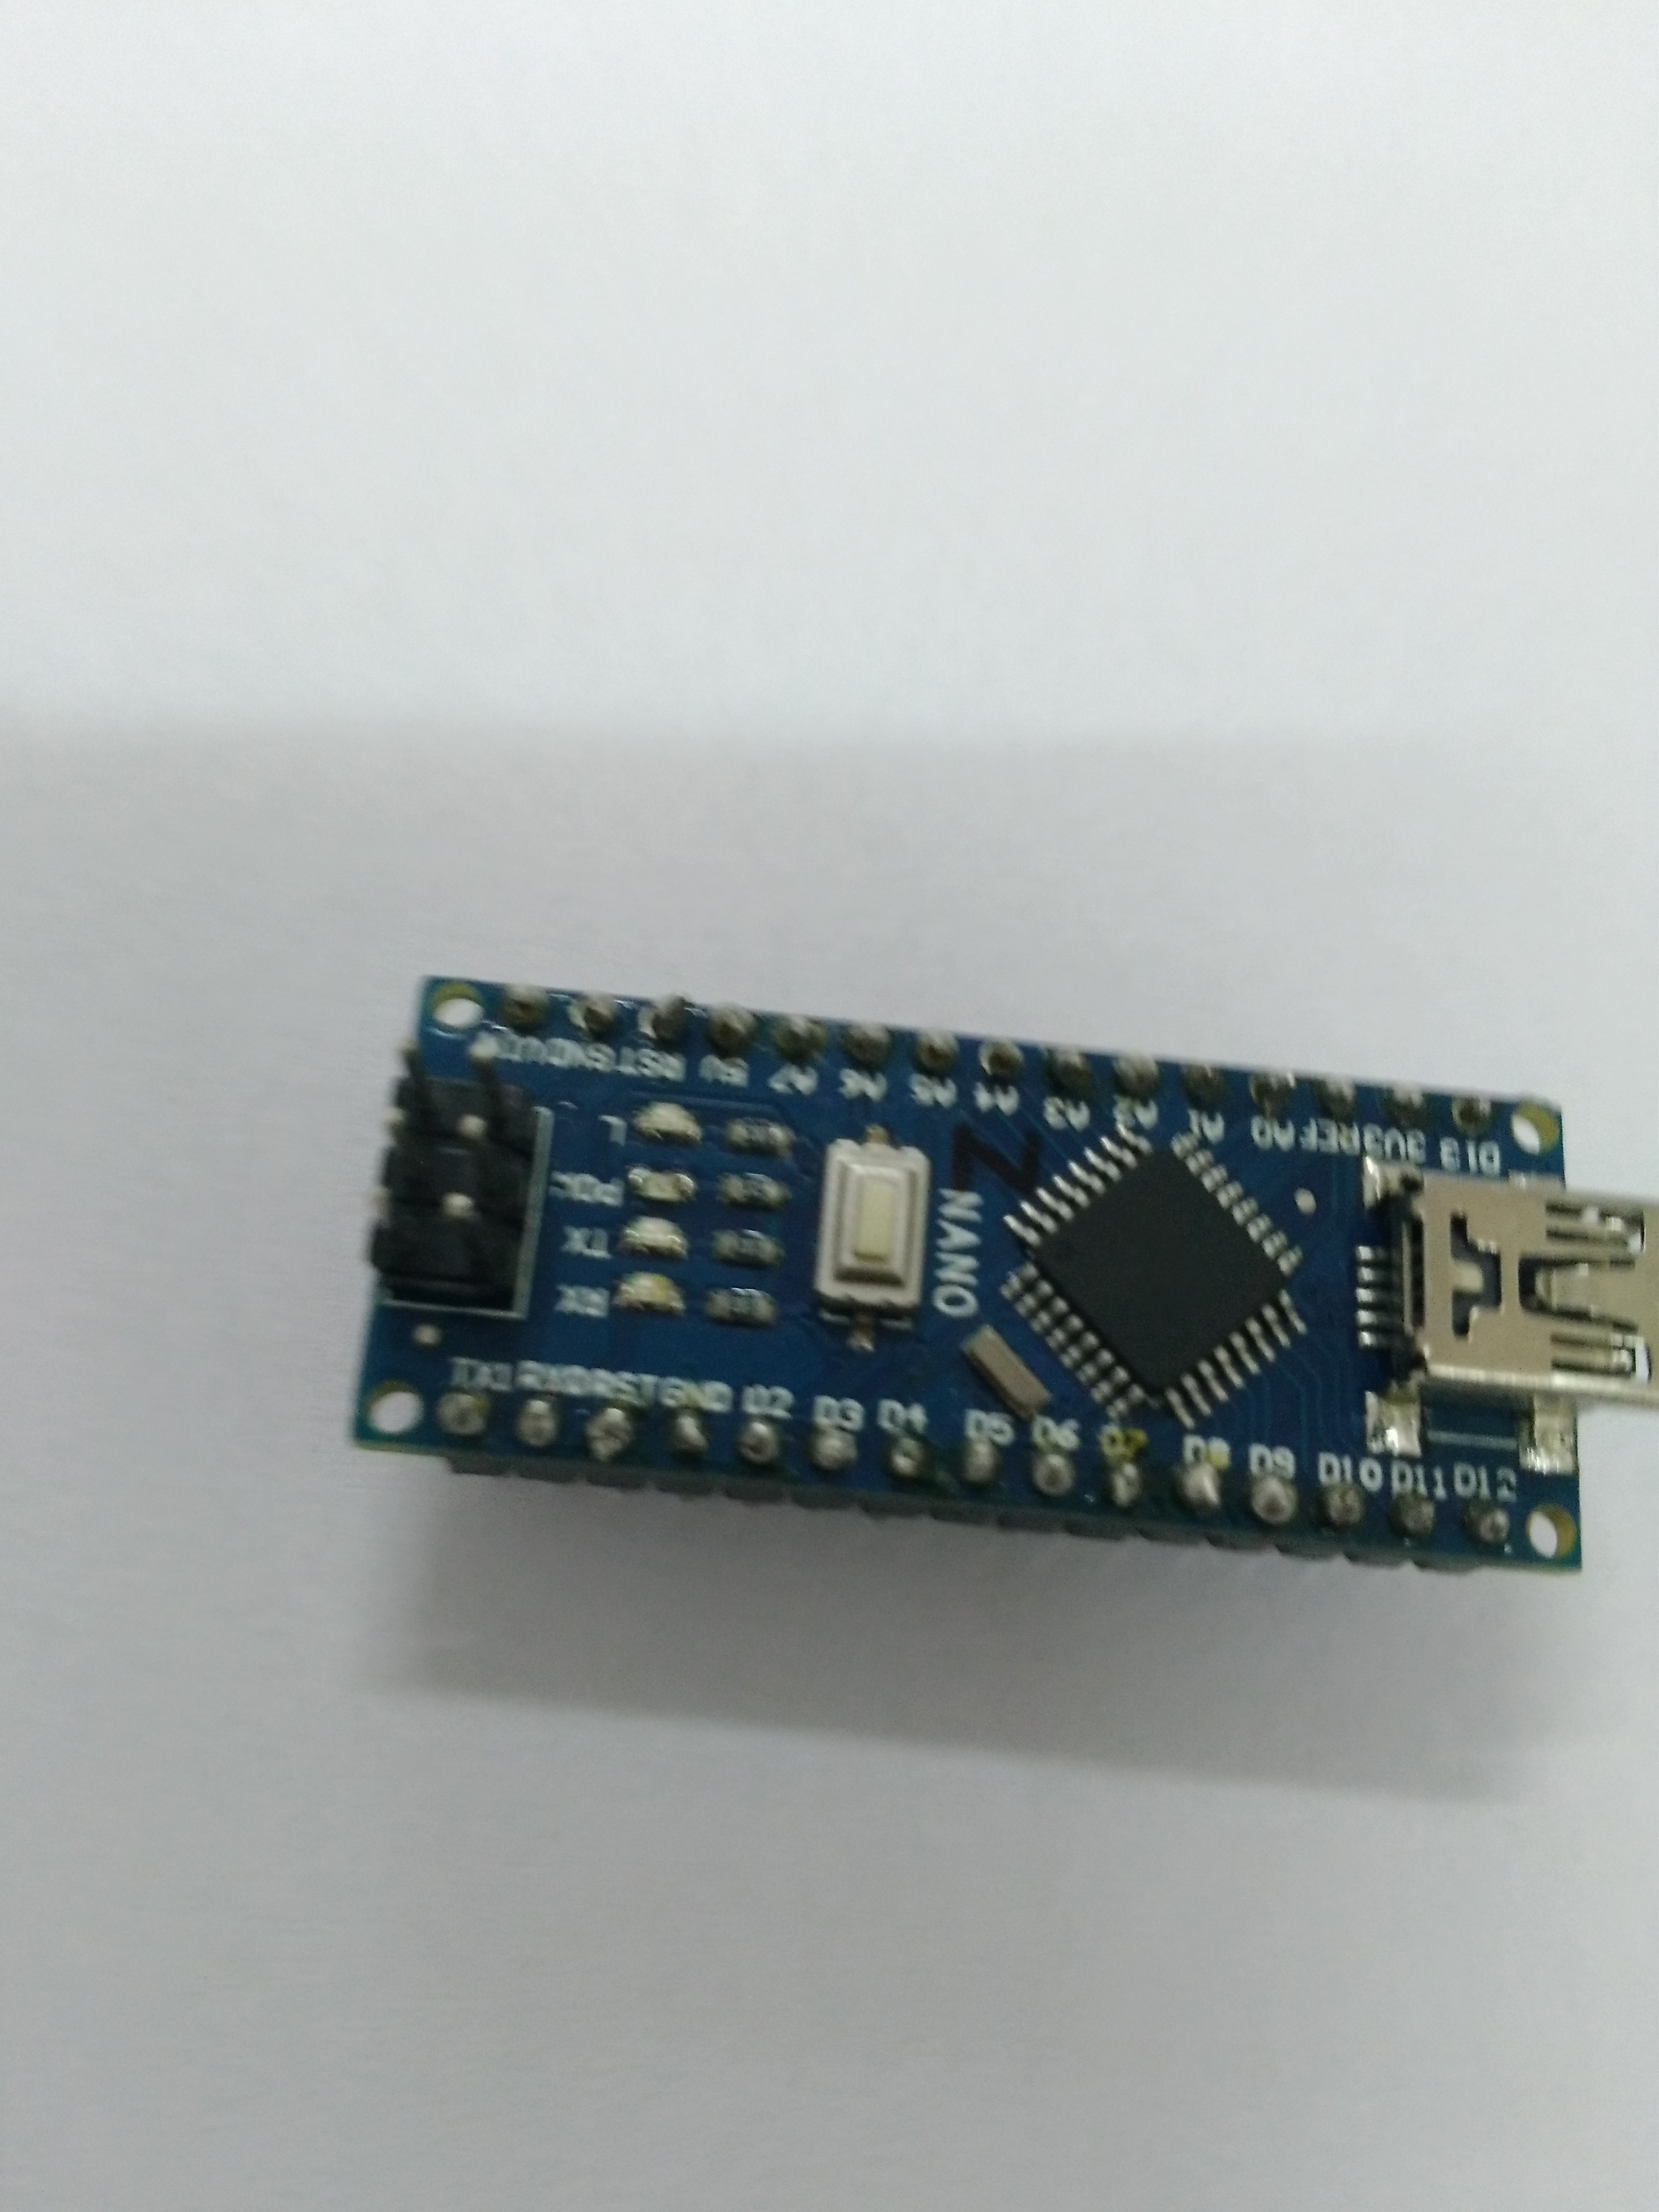 VIN GND RST 5V A7 A6 A5 A4 A3 A2 A1 A0 REF 3V3 D13
L
POW
TX
RX
NANO
TX1 RX0 RST GND D2 D3 D4 D5 D6 D7 D8 D9 D10 D11 D12